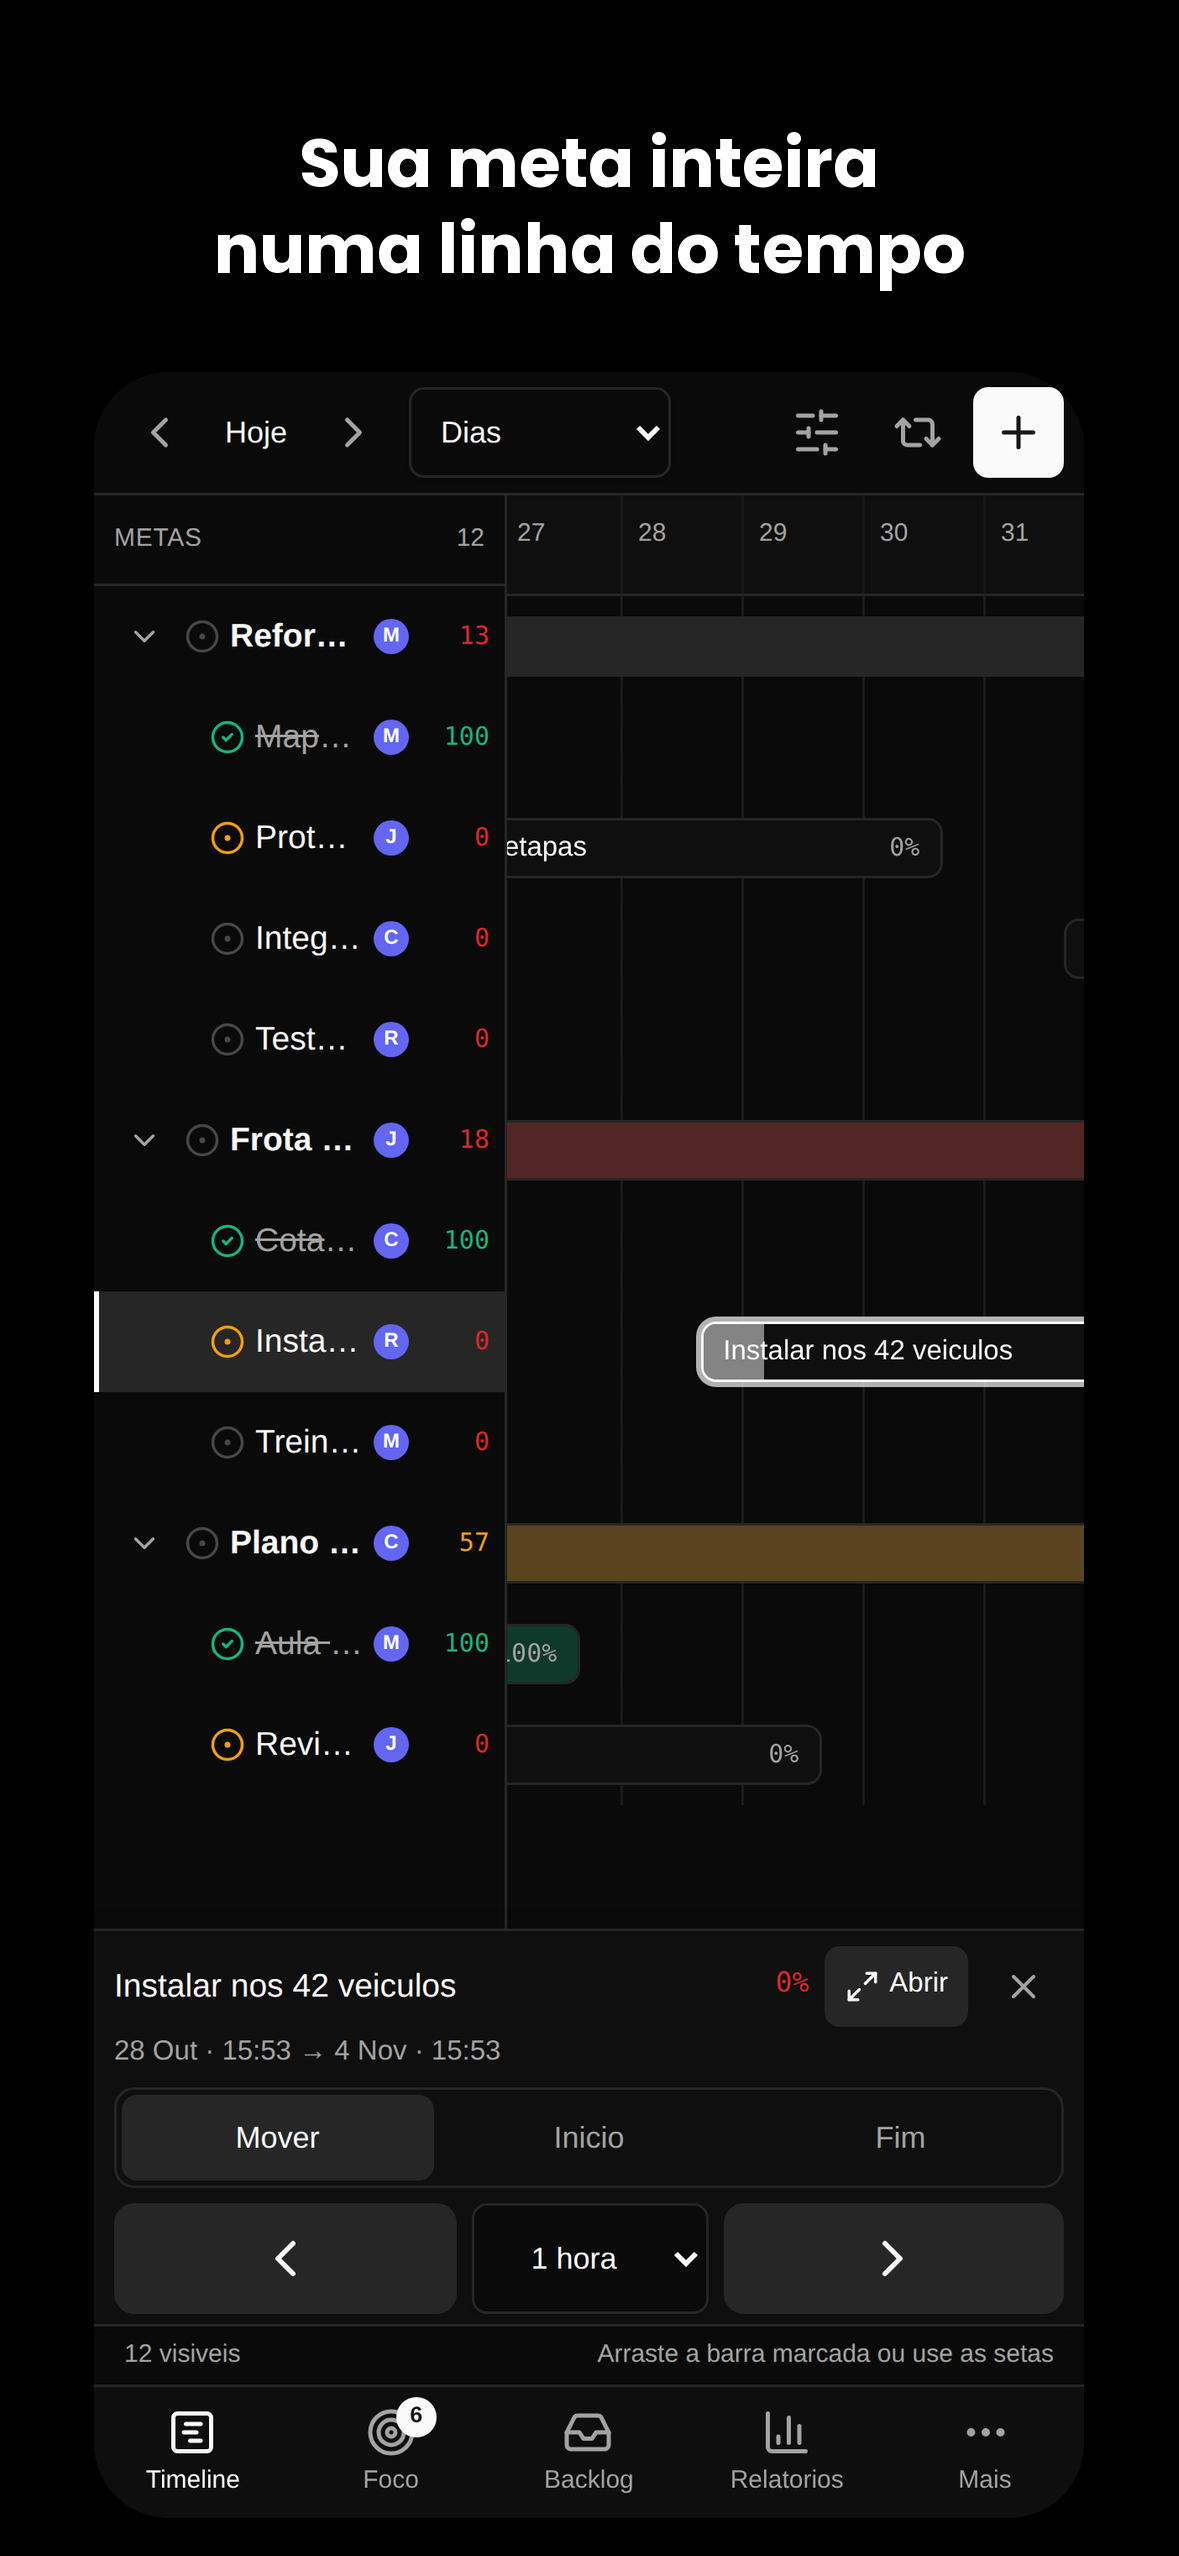 Sua meta inteira
numa linha do tempo
Hoje
Dias
METAS 12
27 28 29 30 31
Refor... M 13
Map... M 100
Prot... J 0
etapas 0%
Integ... C 0
Test... R 0
Frota ... J 18
Cota... C 100
Insta... R 0
Instalar nos 42 veiculos
Trein... M 0
Plano ... C 57
Aula ... M 100
100%
Revi... J 0
0%
Instalar nos 42 veiculos 0% Abrir
28 Out · 15:53 → 4 Nov · 15:53
Mover Inicio Fim
1 hora
12 visiveis Arraste a barra marcada ou use as setas
6
Timeline Foco Backlog Relatorios Mais